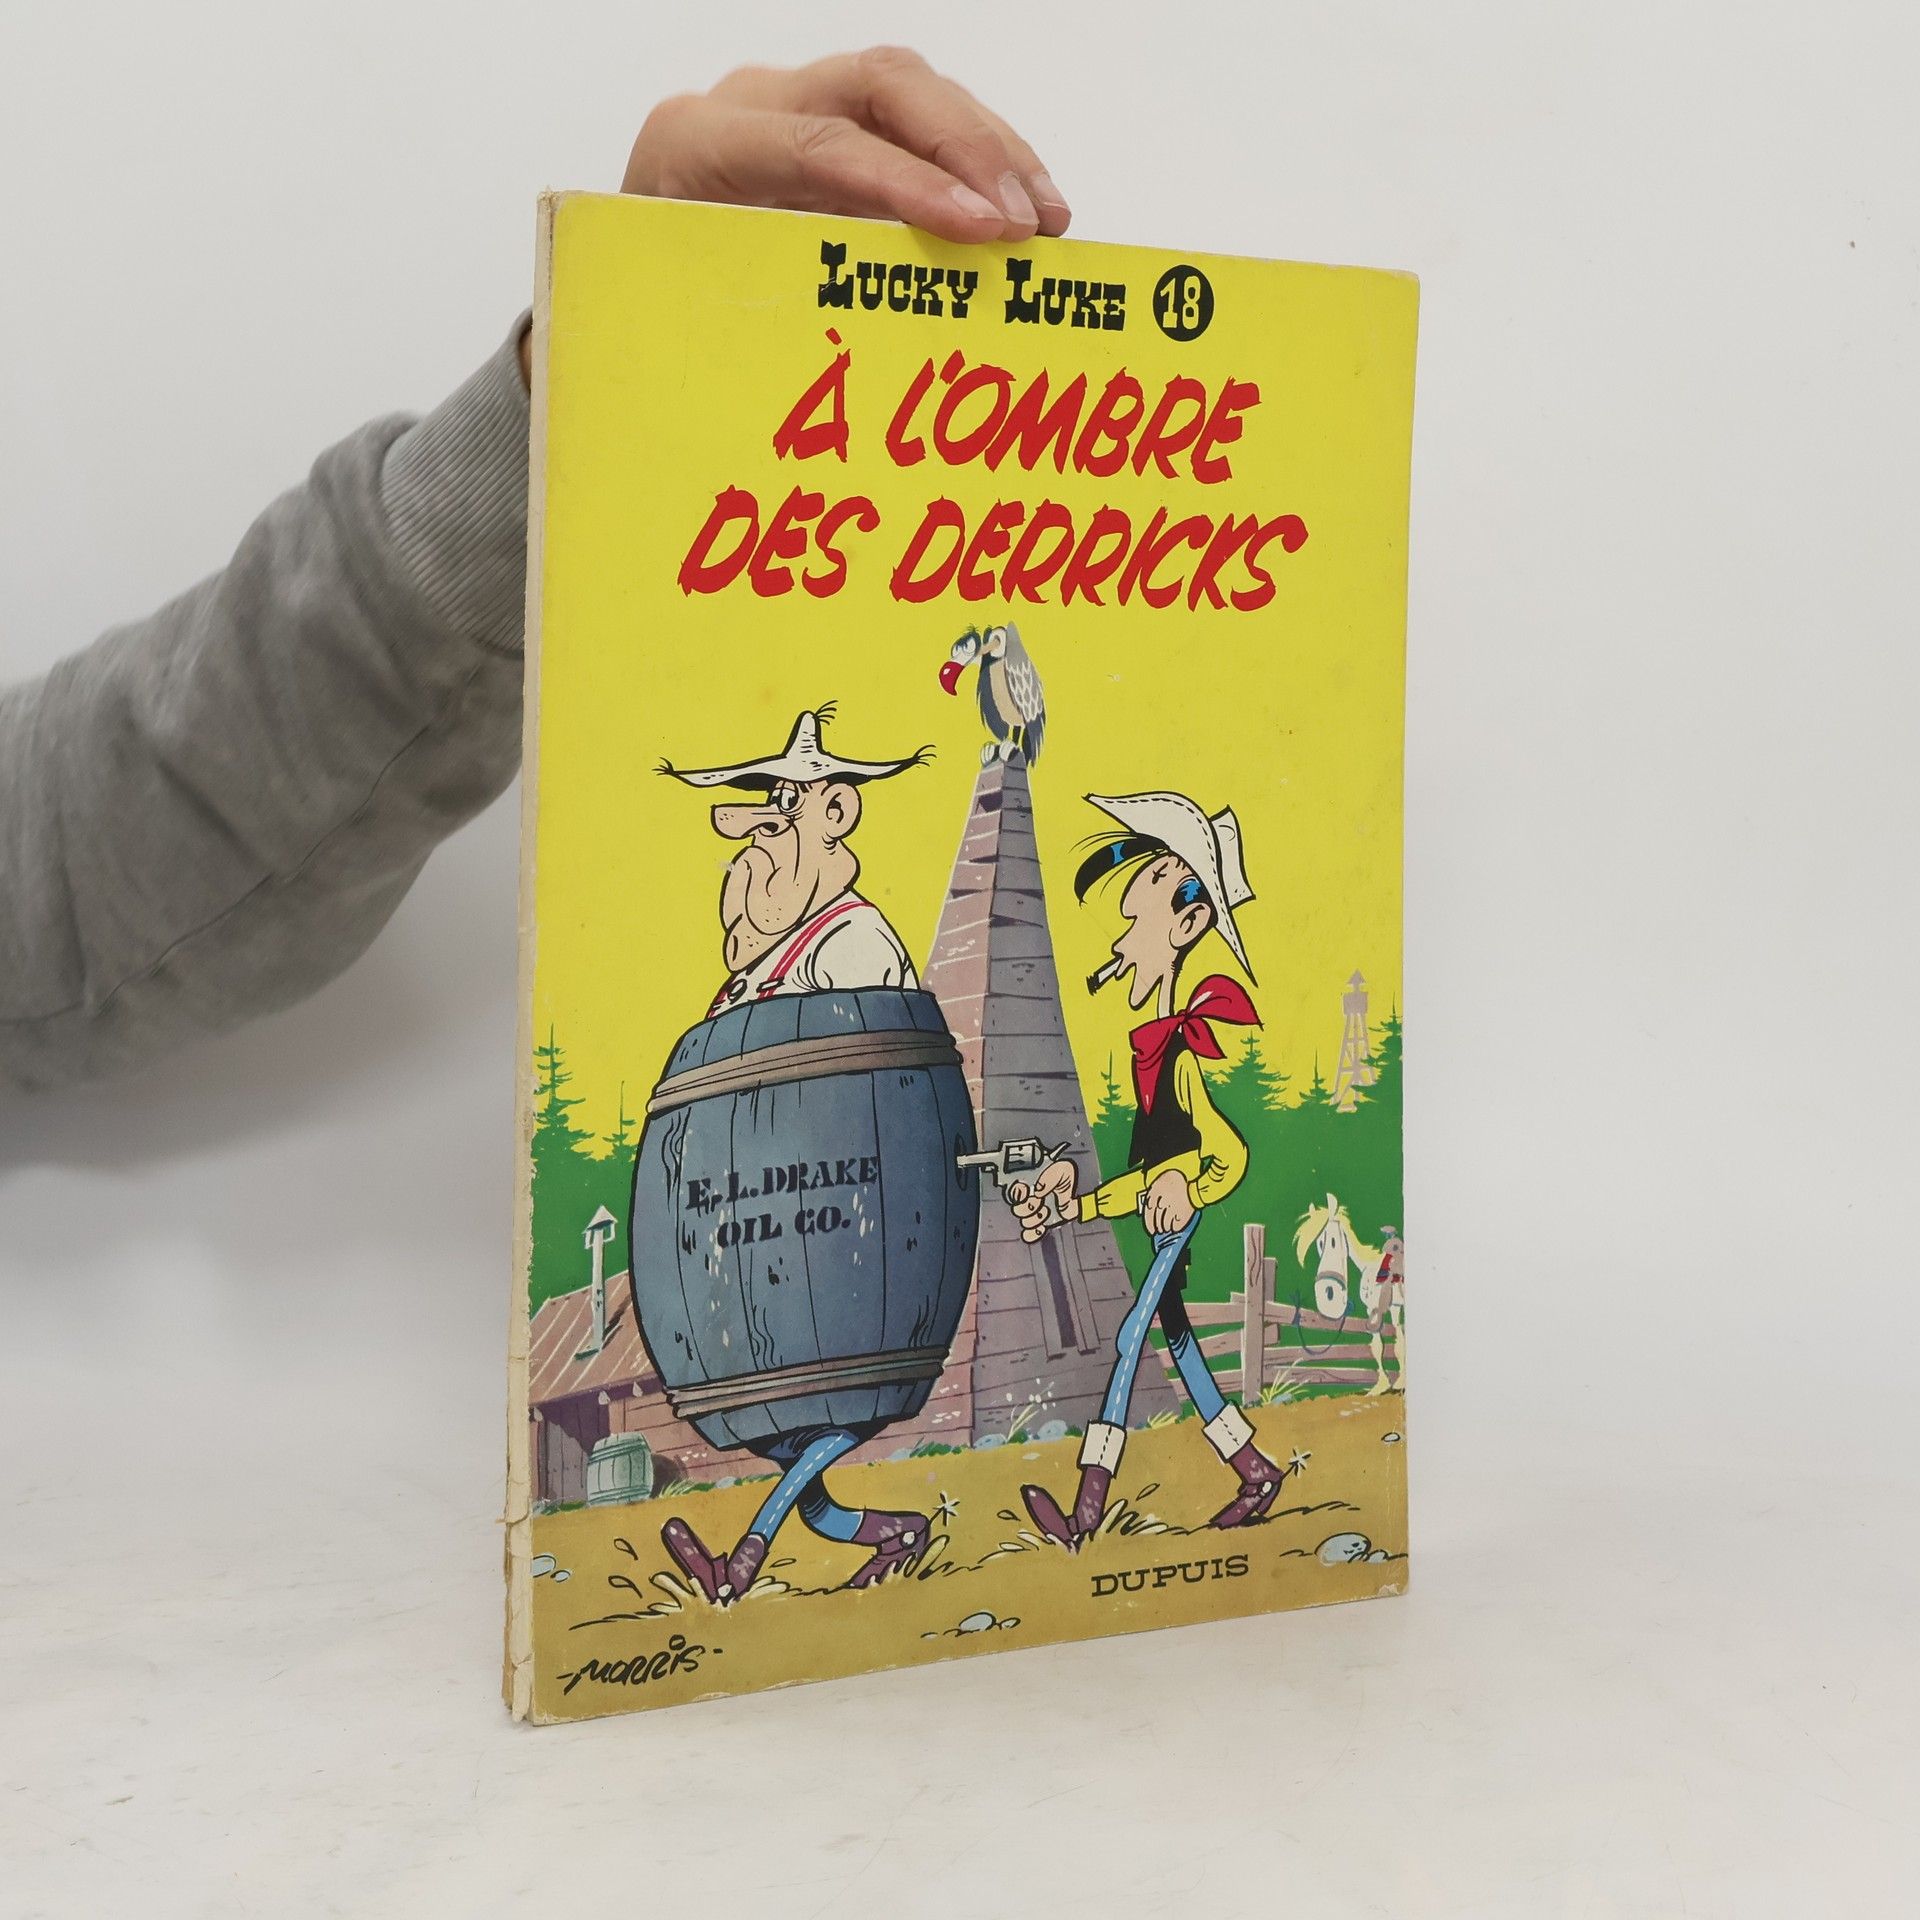 LUCKY LUKE 18
À L'OMBRE
DES DERRICKS
E.L.DRAKE
OIL CO.
DUPUIS
-MORRIS-